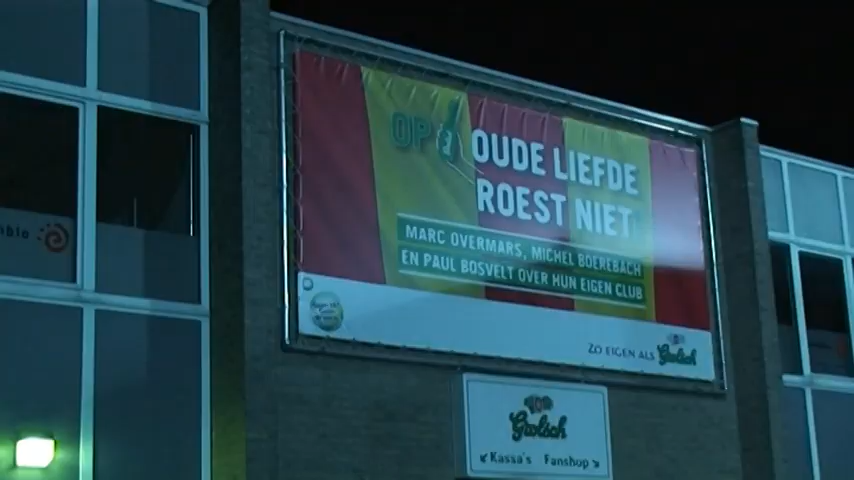 OP
OUDE LIEFDE
ROEST NIET
MARC OVERMARS, MICHEL BOEREBACH
EN PAUL BOSVELT OVER HUN EIGEN CLUB
ZO EIGEN ALS Grolsch
Grolsch
Kassa's Fanshop